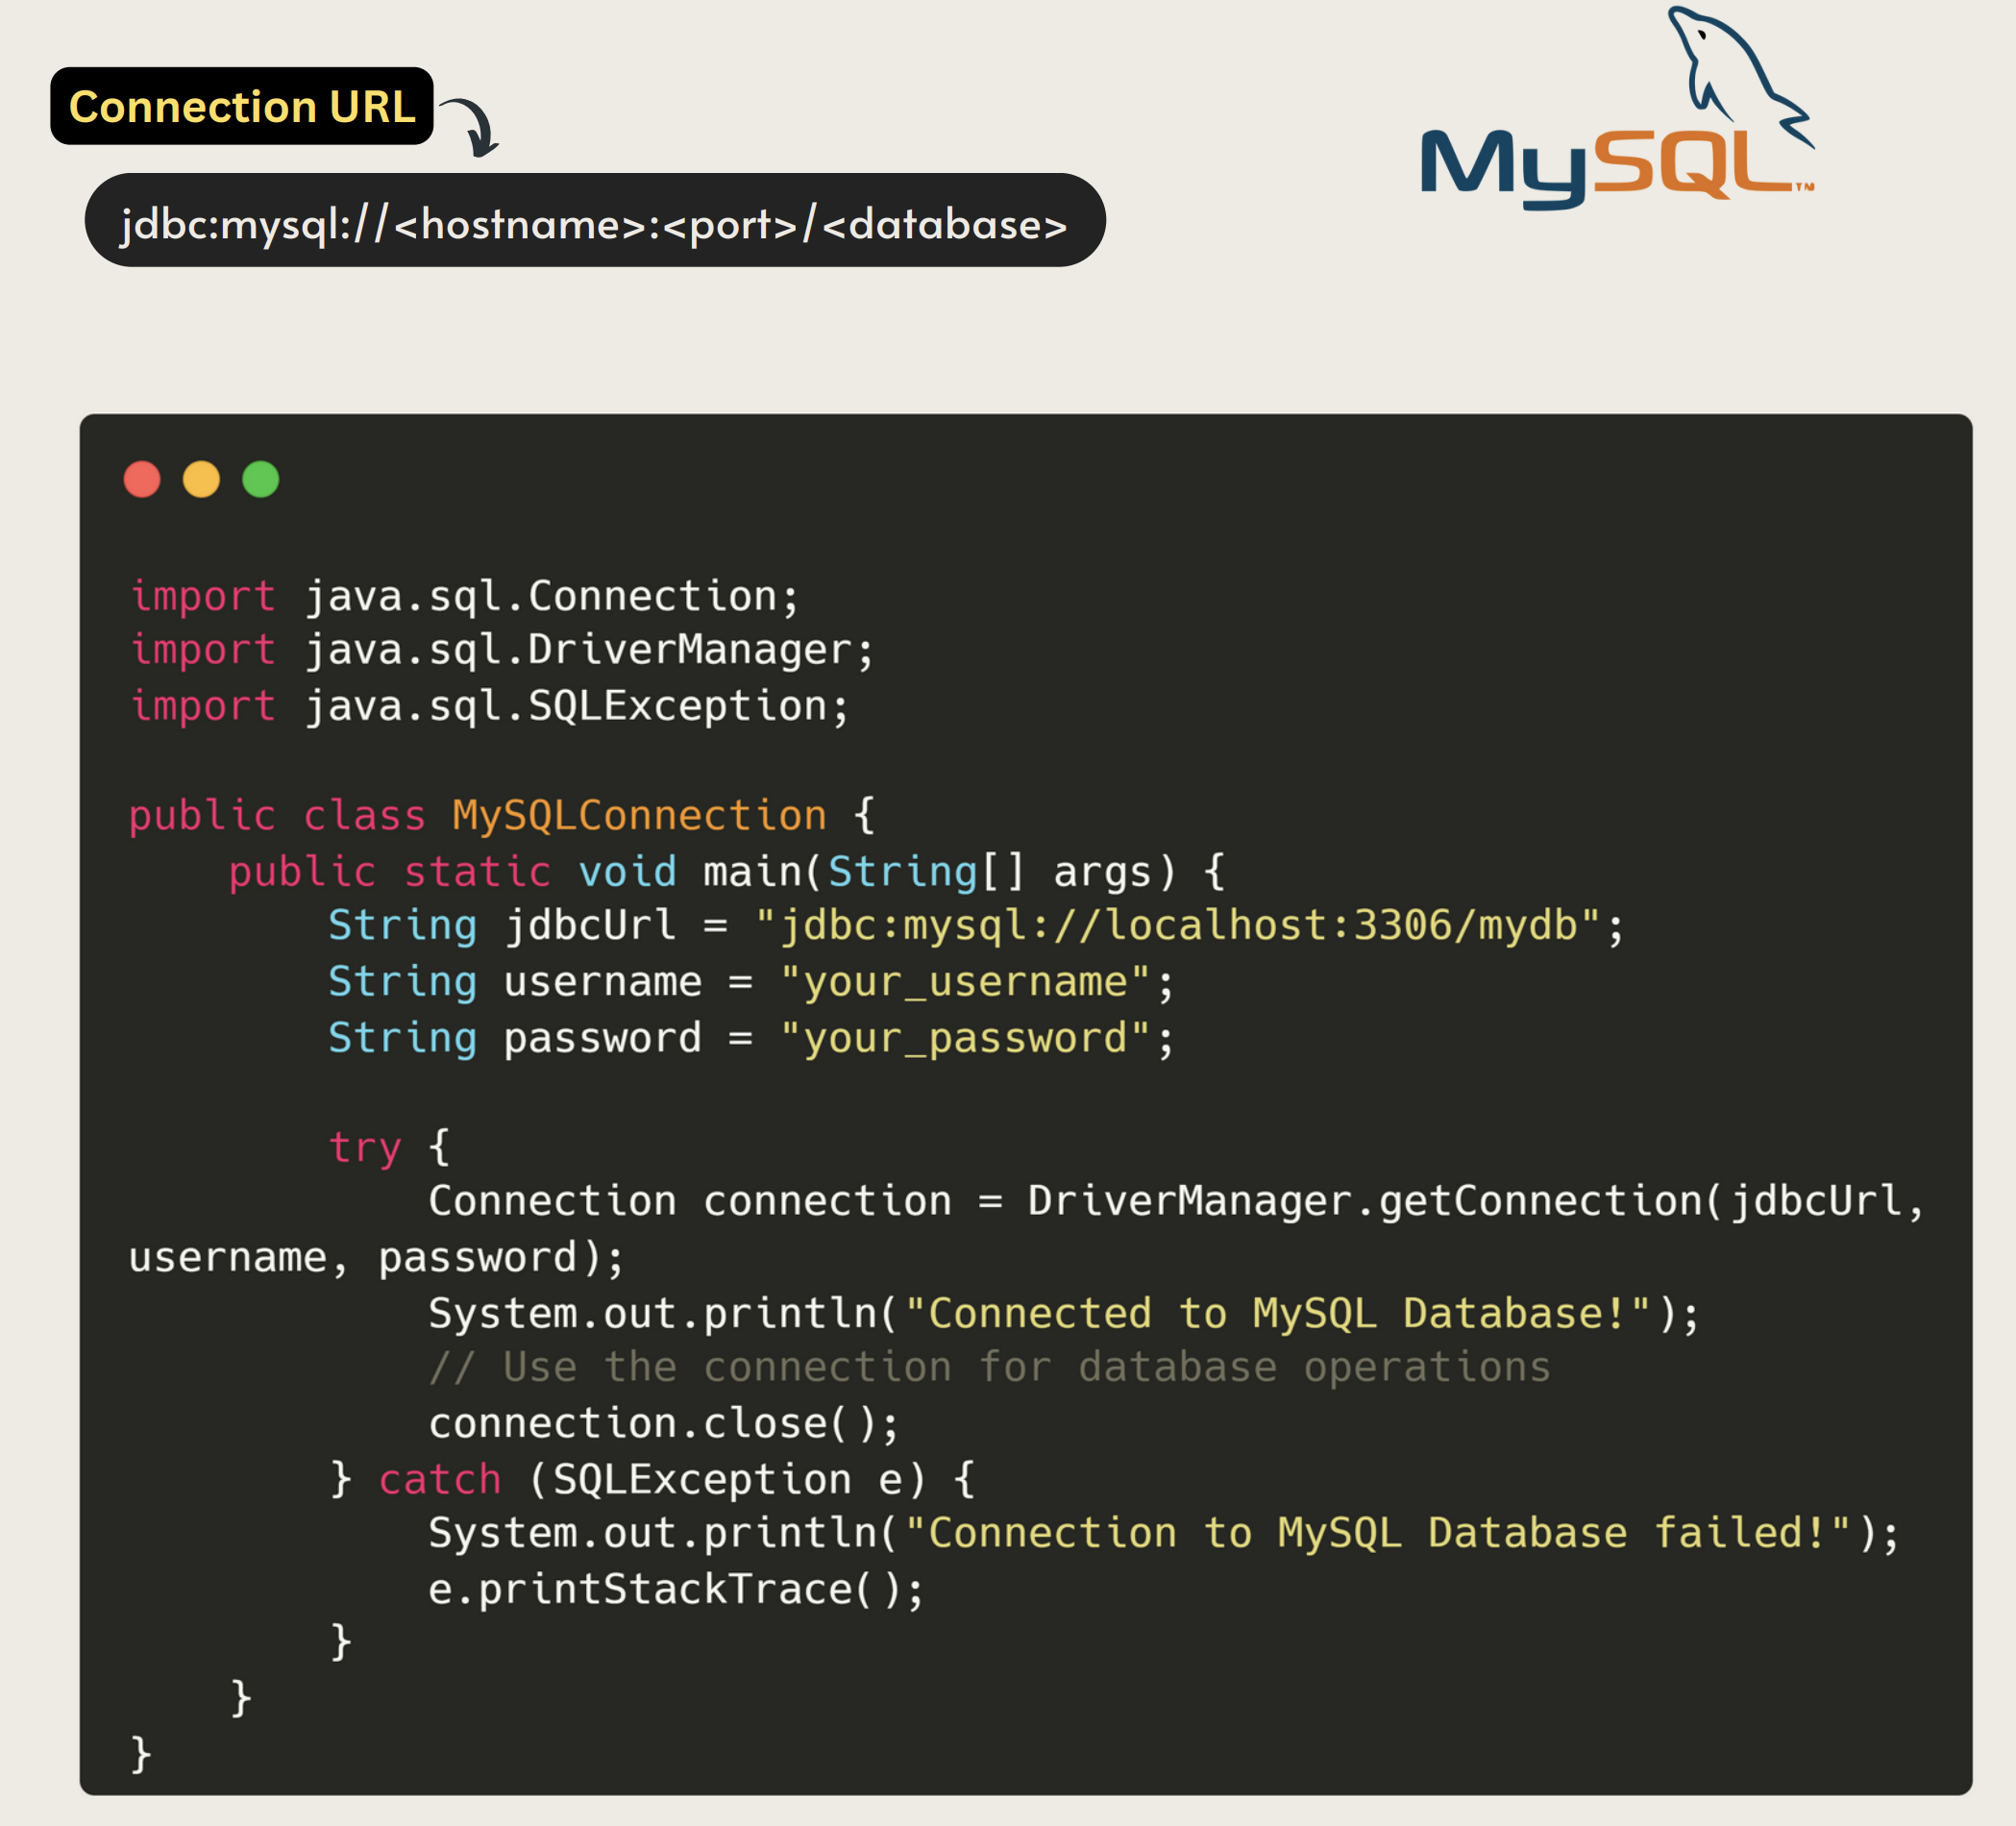 Connection URL
jdbc:mysql://<hostname>:<port>/<database>
MySQL™
import java.sql.Connection;
import java.sql.DriverManager;
import java.sql.SQLException;
public class MySQLConnection {
    public static void main(String[] args) {
        String jdbcUrl = "jdbc:mysql://localhost:3306/mydb";
        String username = "your_username";
        String password = "your_password";
        try {
            Connection connection = DriverManager.getConnection(jdbcUrl,
username, password);
            System.out.println("Connected to MySQL Database!");
            // Use the connection for database operations
            connection.close();
        } catch (SQLException e) {
            System.out.println("Connection to MySQL Database failed!");
            e.printStackTrace();
        }
    }
}